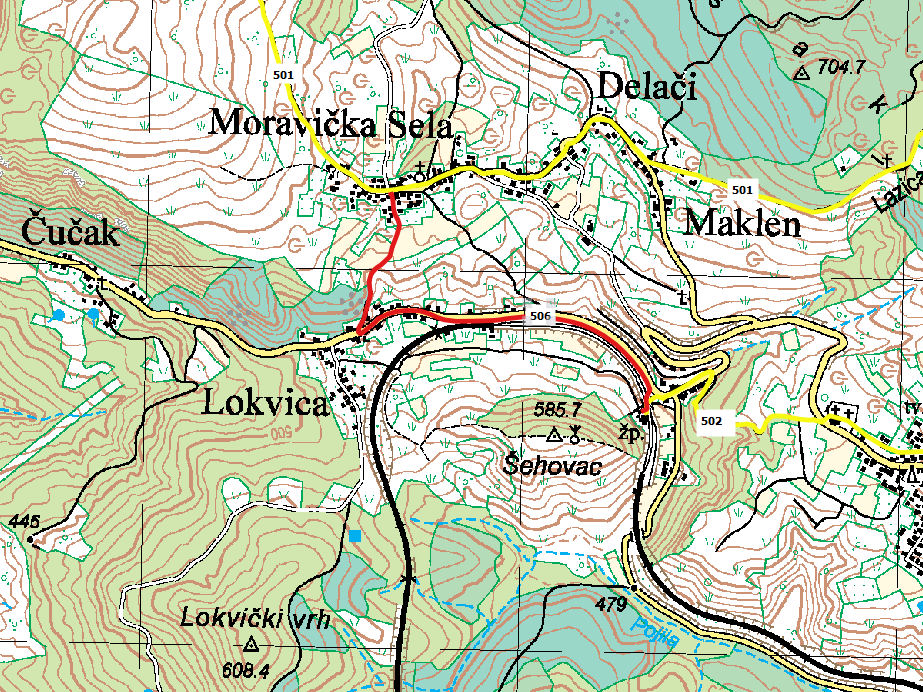 704.7
a
K
501
Delači
Moravička Sela
501
Lazica
Čučak
Maklen
506
Lokvica
585.7
502
žp.
600
Šehovac
445
479
Lokvički vrh
608.4